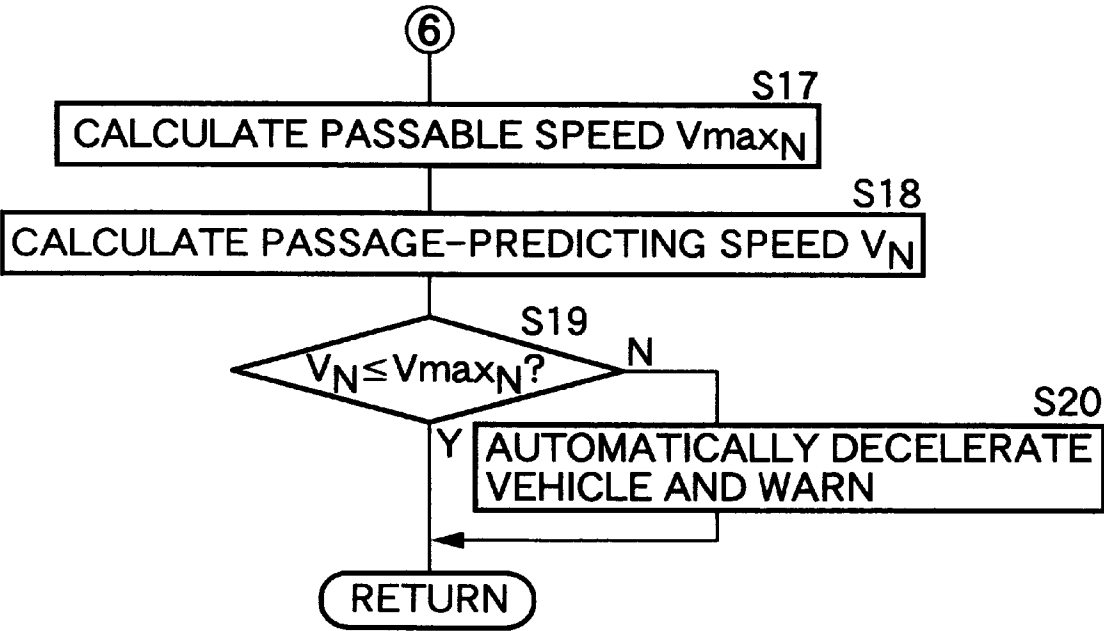 6
S17
CALCULATE PASSABLE SPEED VmaxN
S18
CALCULATE PASSAGE-PREDICTING SPEED VN
S19
VN≤VmaxN?
N
S20
Y
AUTOMATICALLY DECELERATE
VEHICLE AND WARN
RETURN